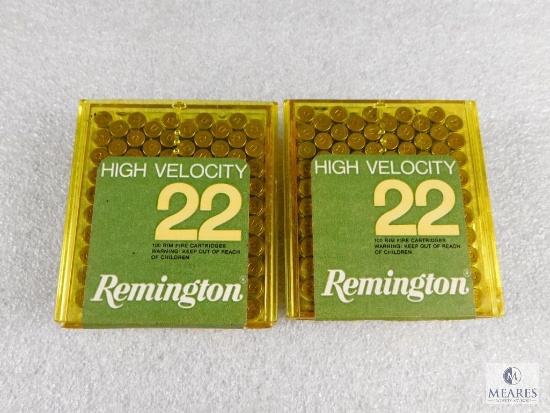 HIGH VELOCITY
22
100 RIM FIRE CARTRIDGES
WARNING: KEEP OUT OF REACH
OF CHILDREN
Remington
HIGH VELOCITY
22
100 RIM FIRE CARTRIDGES
WARNING: KEEP OUT OF REACH
OF CHILDREN
Remington
MEARES